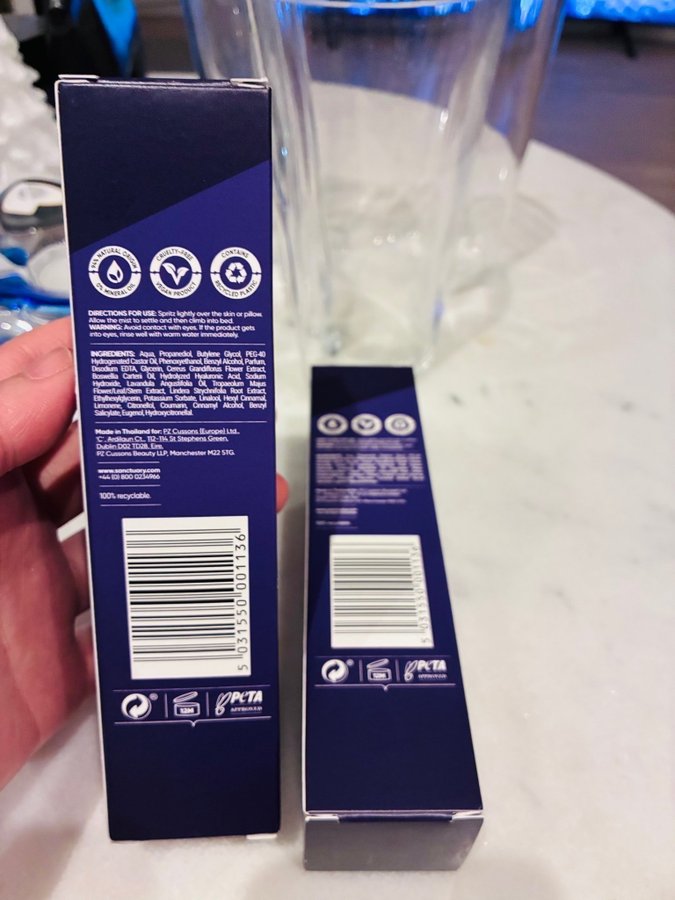 94% NATURAL ORIGIN
0% MINERAL OIL
CRUELTY-FREE
VEGAN PRODUCT
CONTAINS
RECYCLED PLASTIC
DIRECTIONS FOR USE: Spritz lightly over the skin or pillow.
Allow the mist to settle and then climb into bed.
WARNING: Avoid contact with eyes. If the product gets
into eyes, rinse well with warm water immediately.
INGREDIENTS: Aqua, Propanediol, Butylene Glycol, PEG-40
Hydrogenated Castor Oil, Phenoxyethanol, Benzyl Alcohol, Parfum,
Disodium EDTA, Glycerin, Cereus Grandiflorus Flower Extract,
Boswellia Carterii Oil, Hydrolyzed Hyaluronic Acid, Sodium
Hydroxide, Lavandula Angustifolia Oil, Tropaeolum Majus
Flower/Leaf/Stem Extract, Lindera Strychnifolia Root Extract,
Ethylhexylglycerin, Potassium Sorbate, Linalool, Hexyl Cinnamal,
Limonene, Citronellol, Coumarin, Cinnamyl Alcohol, Benzyl
Salicylate, Eugenol, Hydroxycitronellal.
Made in Thailand for: PZ Cussons (Europe) Ltd.,
'C', Ardilaun Ct., 112-114 St Stephens Green,
Dublin D02 TD28, Eire.
PZ Cussons Beauty LLP, Manchester M22 5TG.
www.sanctuary.com
+44 (0) 800 0234966
100% recyclable.
5 031550 001136
12M
PETA
APPROVED
5 031550 001136
12M
PETA
APPROVED